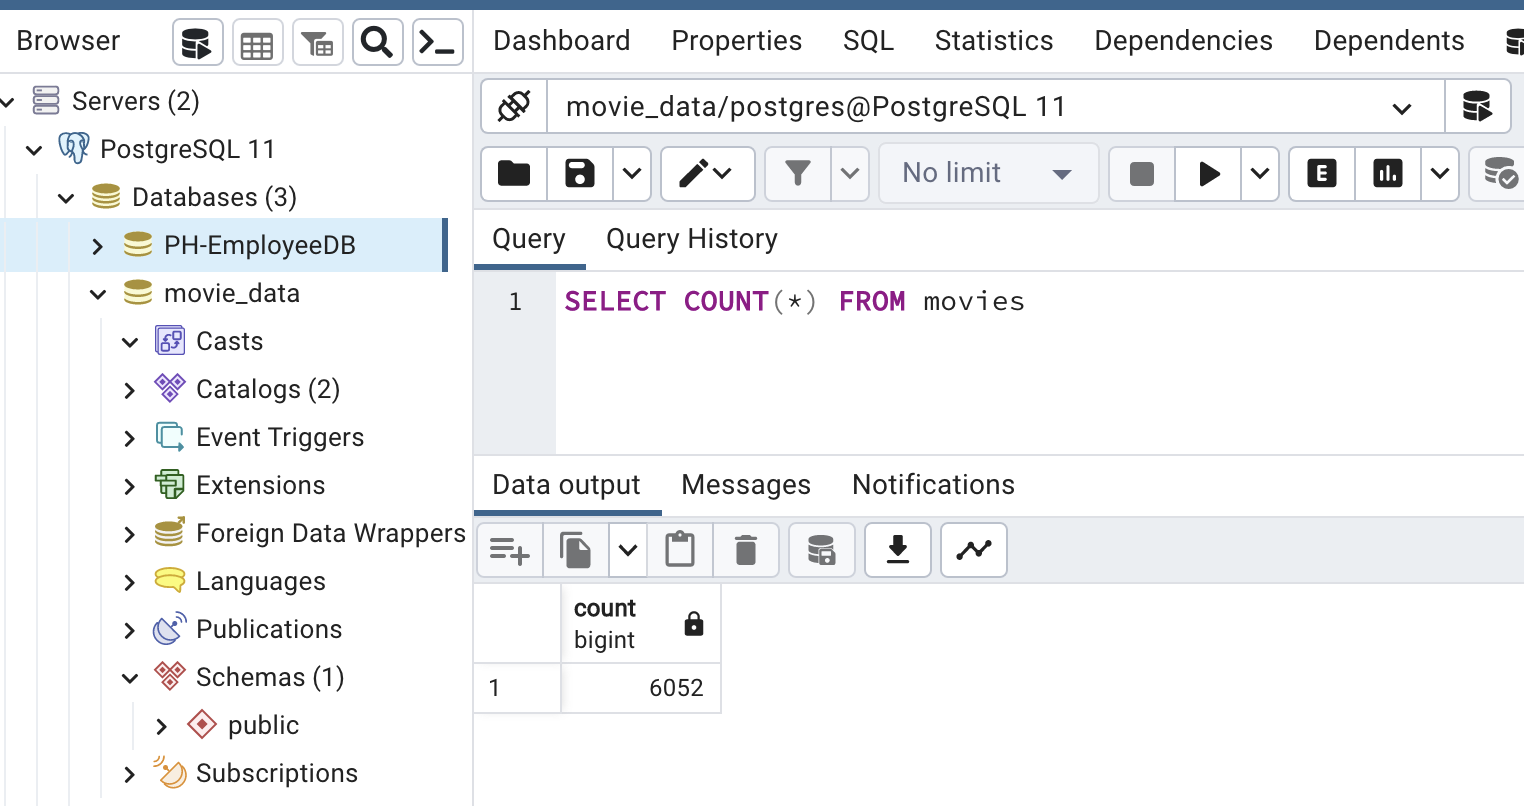 Browser
Dashboard Properties SQL Statistics Dependencies Dependents
Servers (2)
PostgreSQL 11
Databases (3)
PH-EmployeeDB
movie_data
Casts
Catalogs (2)
Event Triggers
Extensions
Foreign Data Wrappers
Languages
Publications
Schemas (1)
public
Subscriptions
movie_data/postgres@PostgreSQL 11
No limit
E
Query Query History
1 SELECT COUNT(*) FROM movies
Data output Messages Notifications
count
bigint
1 6052